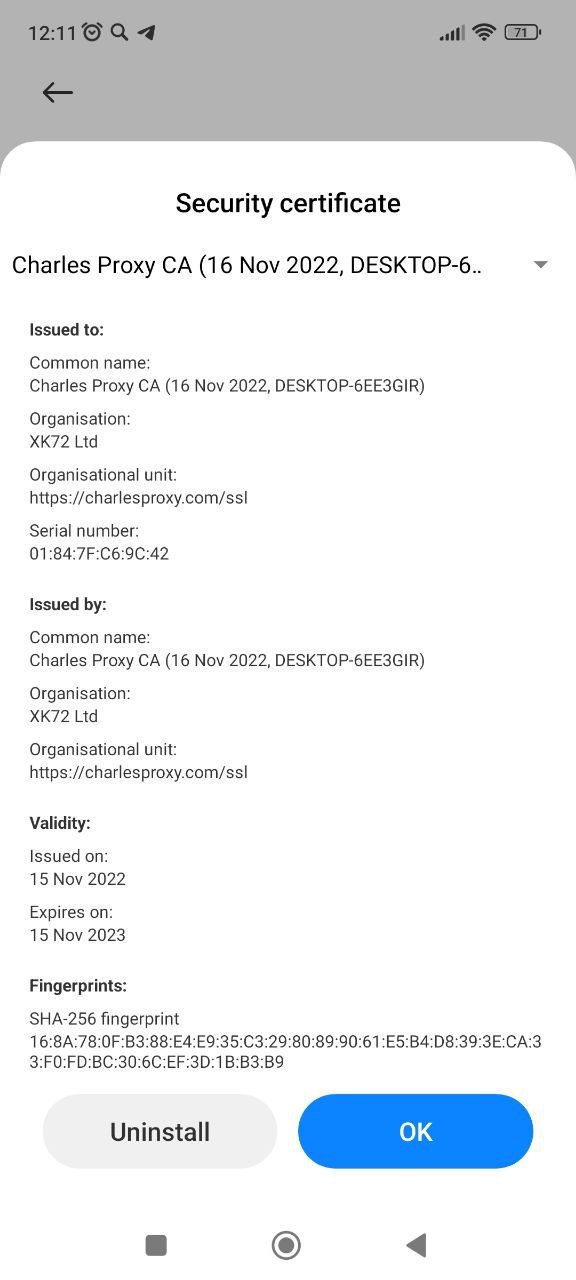 12:11
71
Security certificate
Charles Proxy CA (16 Nov 2022, DESKTOP-6..
Issued to:
Common name:
Charles Proxy CA (16 Nov 2022, DESKTOP-6EE3GIR)
Organisation:
XK72 Ltd
Organisational unit:
https://charlesproxy.com/ssl
Serial number:
01:84:7F:C6:9C:42
Issued by:
Common name:
Charles Proxy CA (16 Nov 2022, DESKTOP-6EE3GIR)
Organisation:
XK72 Ltd
Organisational unit:
https://charlesproxy.com/ssl
Validity:
Issued on:
15 Nov 2022
Expires on:
15 Nov 2023
Fingerprints:
SHA-256 fingerprint
16:8A:78:0F:B3:88:E4:E9:35:C3:29:80:89:90:61:E5:B4:D8:39:3E:CA:3
3:F0:FD:BC:30:6C:EF:3D:1B:B3:B9
Uninstall
OK